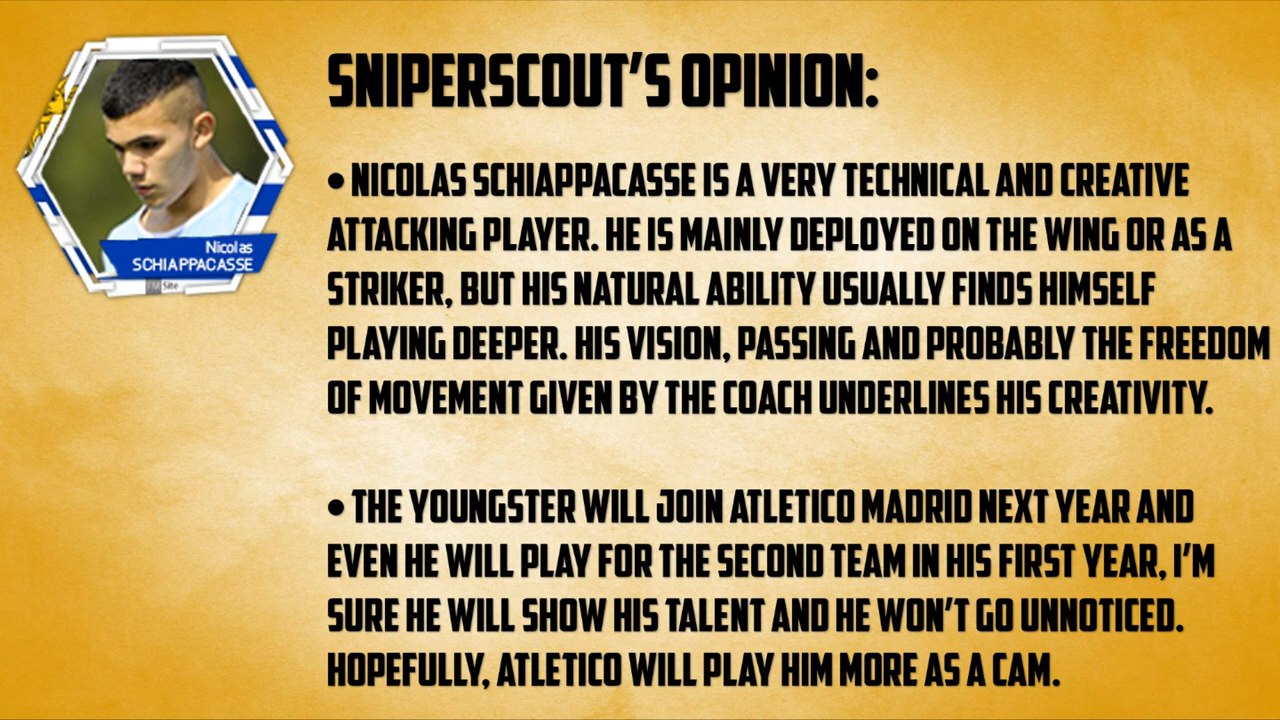 SNIPERSCOUT'S OPINION:
Nicolas
SCHIAPPACASSE
FM Site
• NICOLAS SCHIAPPACASSE IS A VERY TECHNICAL AND CREATIVE
ATTACKING PLAYER. HE IS MAINLY DEPLOYED ON THE WING OR AS A
STRIKER, BUT HIS NATURAL ABILITY USUALLY FINDS HIMSELF
PLAYING DEEPER. HIS VISION, PASSING AND PROBABLY THE FREEDOM
OF MOVEMENT GIVEN BY THE COACH UNDERLINES HIS CREATIVITY.
• THE YOUNGSTER WILL JOIN ATLETICO MADRID NEXT YEAR AND
EVEN HE WILL PLAY FOR THE SECOND TEAM IN HIS FIRST YEAR, I'M
SURE HE WILL SHOW HIS TALENT AND HE WON'T GO UNNOTICED.
HOPEFULLY, ATLETICO WILL PLAY HIM MORE AS A CAM.